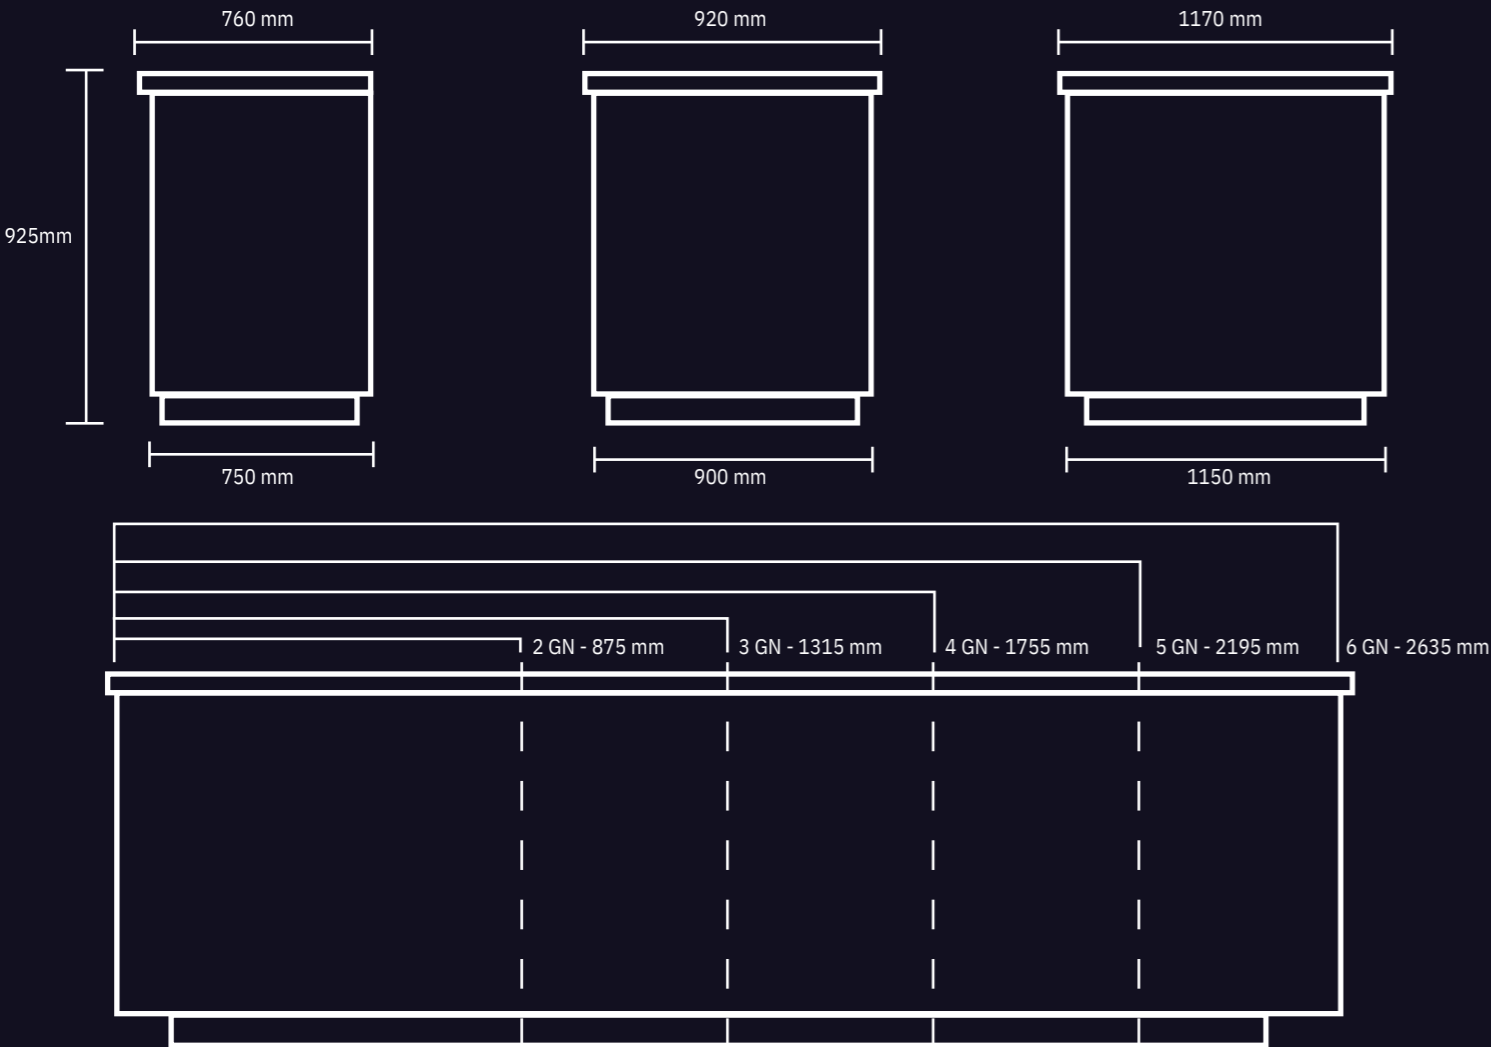 760 mm
920 mm
1170 mm
925mm
750 mm
900 mm
1150 mm
2 GN - 875 mm
3 GN - 1315 mm
4 GN - 1755 mm
5 GN - 2195 mm
6 GN - 2635 mm